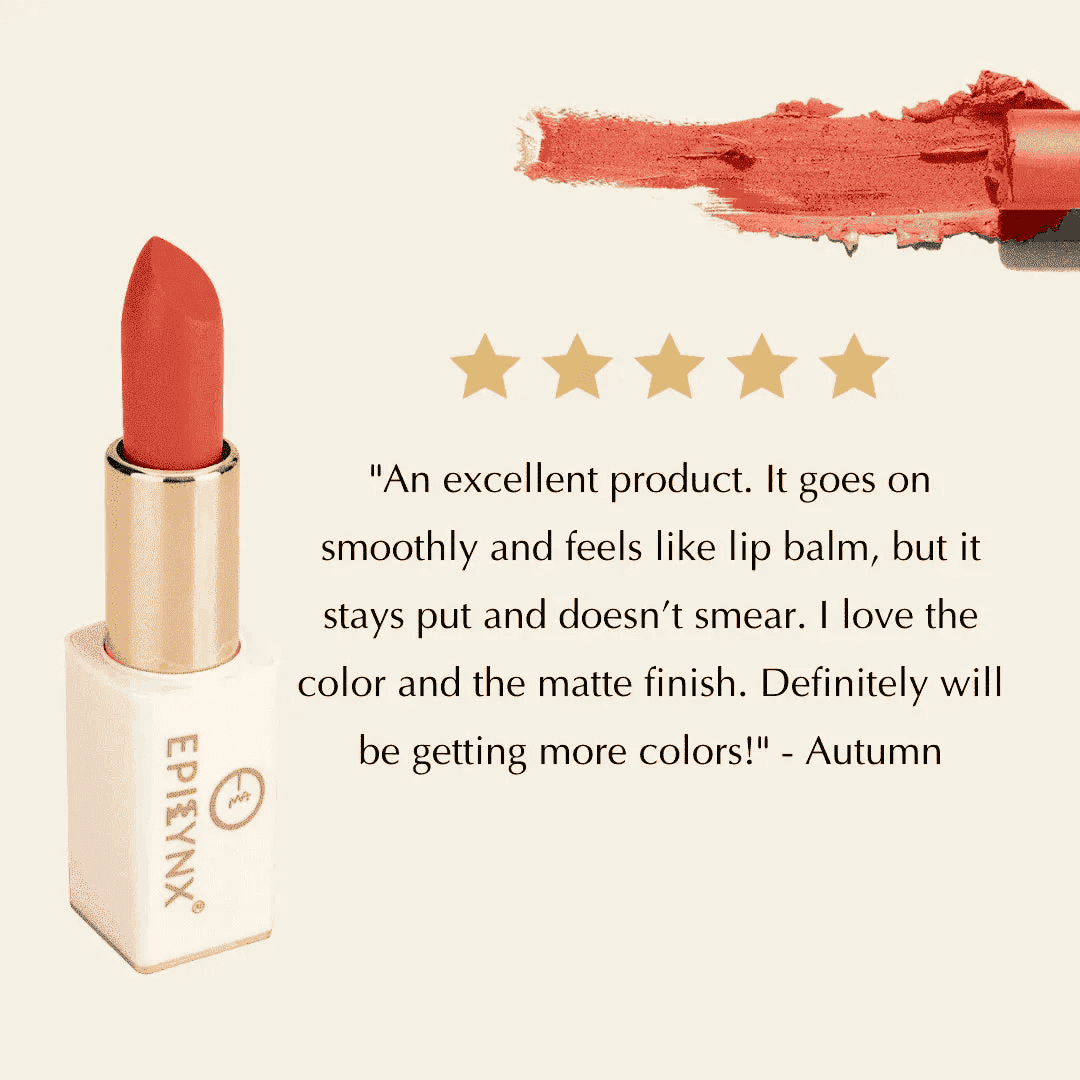 "An excellent product. It goes on
smoothly and feels like lip balm, but it
stays put and doesn’t smear. I love the
color and the matte finish. Definitely will
be getting more colors!" - Autumn